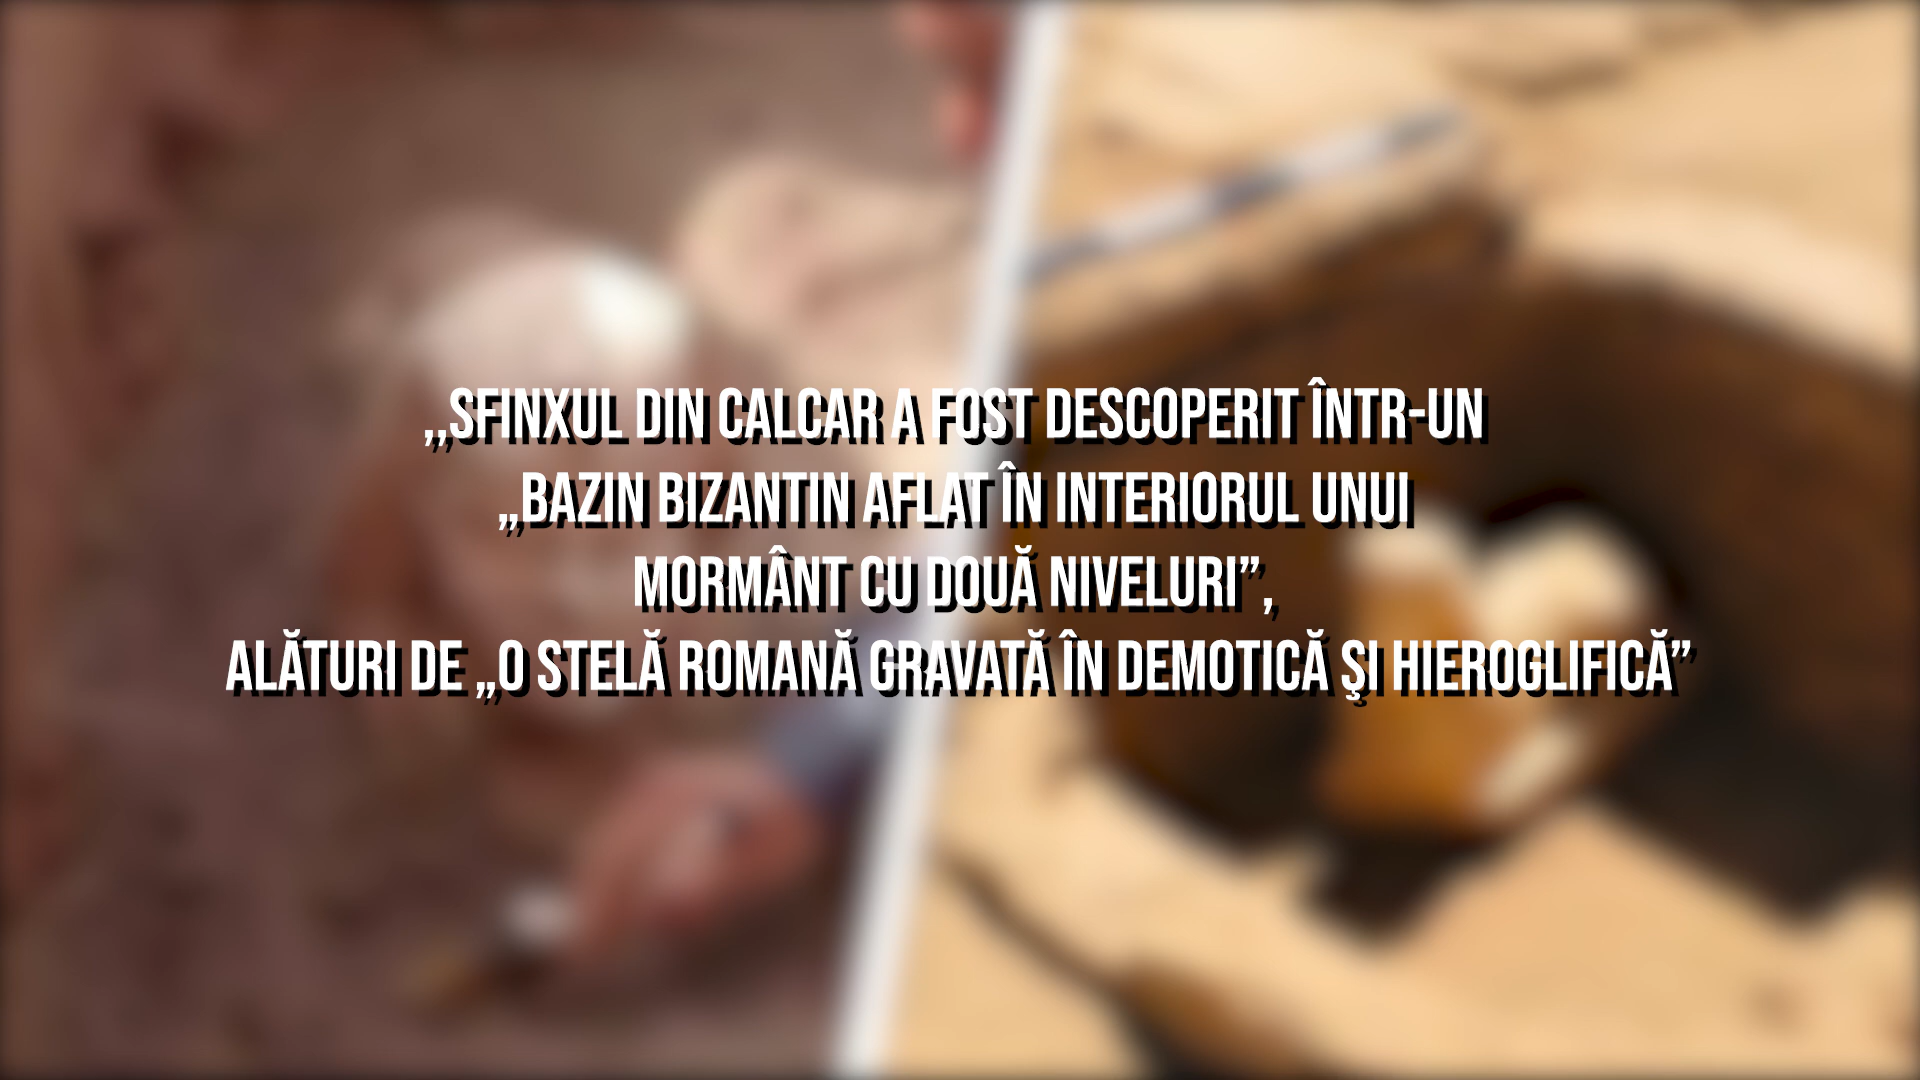 ,,SFINXUL DIN CALCAR A FOST DESCOPERIT ÎNTR-UN
„BAZIN BIZANTIN AFLAT ÎN INTERIORUL UNUI
MORMÂNT CU DOUĂ NIVELURI”,
ALĂTURI DE „O STELĂ ROMANĂ GRAVATĂ ÎN DEMOTICĂ ŞI HIEROGLIFICĂ”